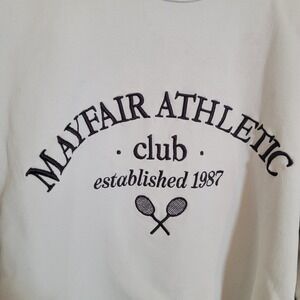 MAYFAIR ATHLETIC
· club ·
established 1987